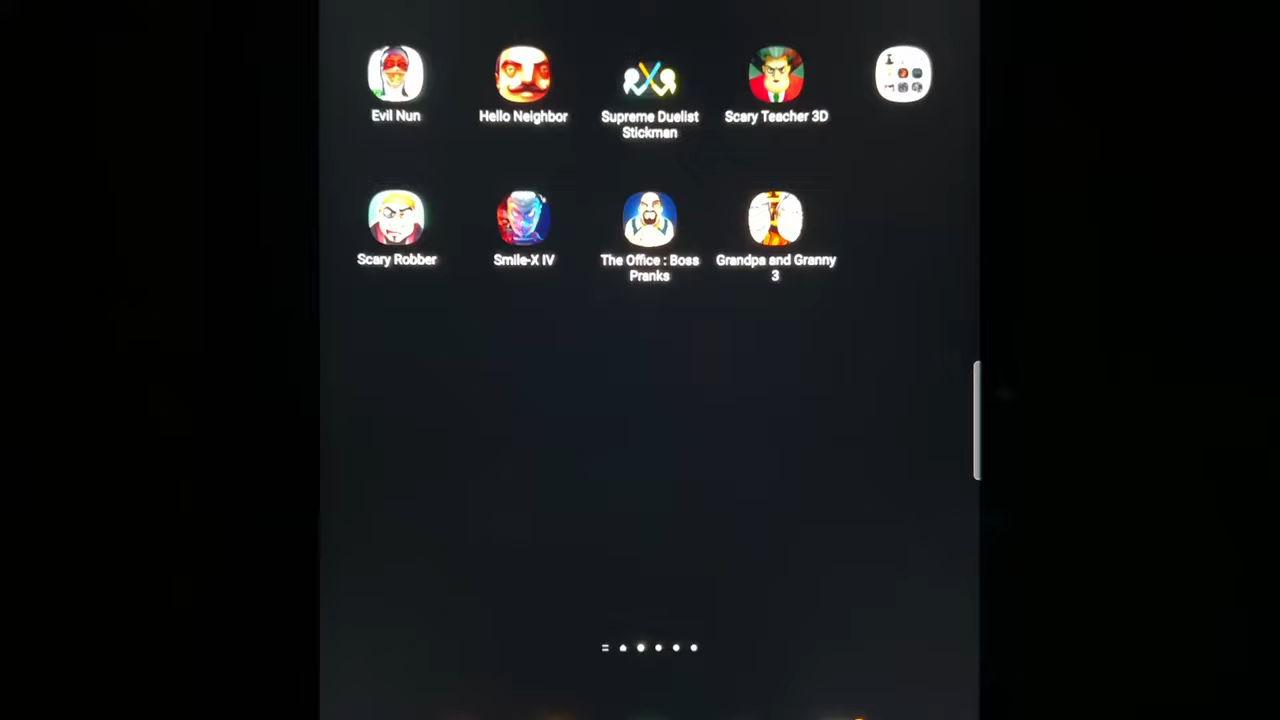 Evil Nun
Hello Neighbor
Supreme Duelist
Stickman
Scary Teacher 3D
Scary Robber
Smile-X IV
The Office : Boss
Pranks
Grandpa and Granny
3